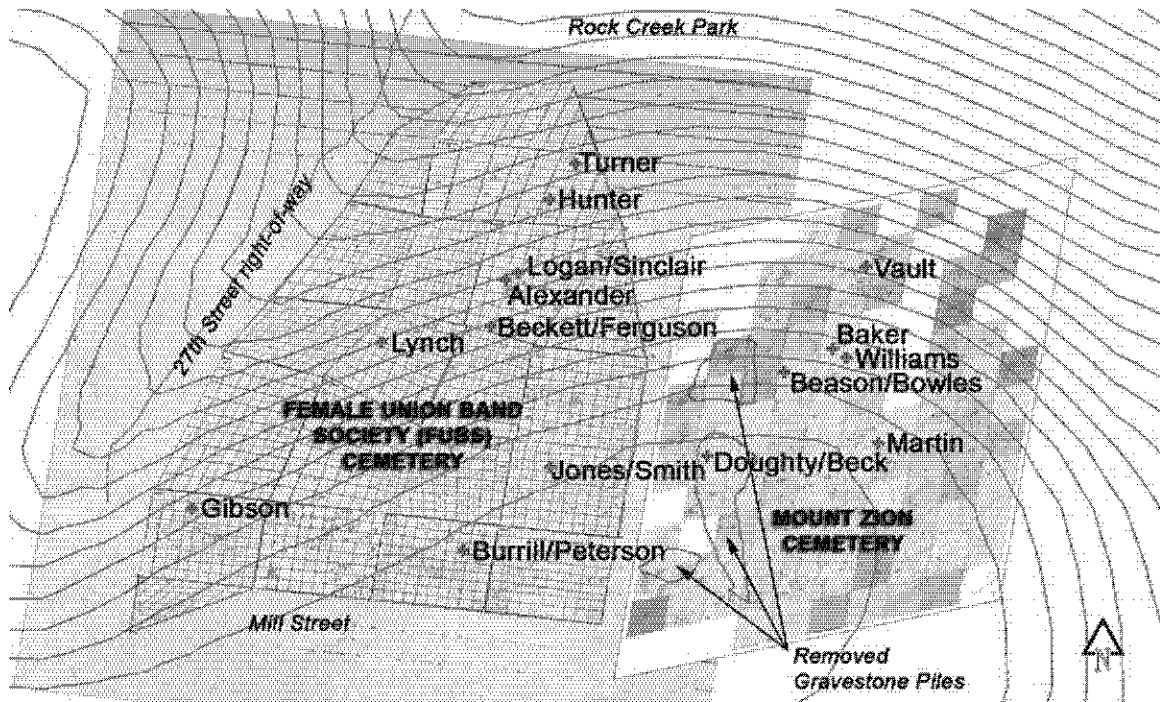 Rock Creek Park
Turner
Hunter
27th Street right-of-way
Logan/Sinclair
Alexander
Vault
Beckett/Ferguson
Lynch
Baker
Williams
Beason/Bowles
FEMALE UNION BAND
SOCIETY (FUBS)
CEMETERY
Martin
Jones/Smith
Doughty/Beck
Gibson
MOUNT ZION
CEMETERY
Burrill/Peterson
Mill Street
Removed
Gravestone Piles
N